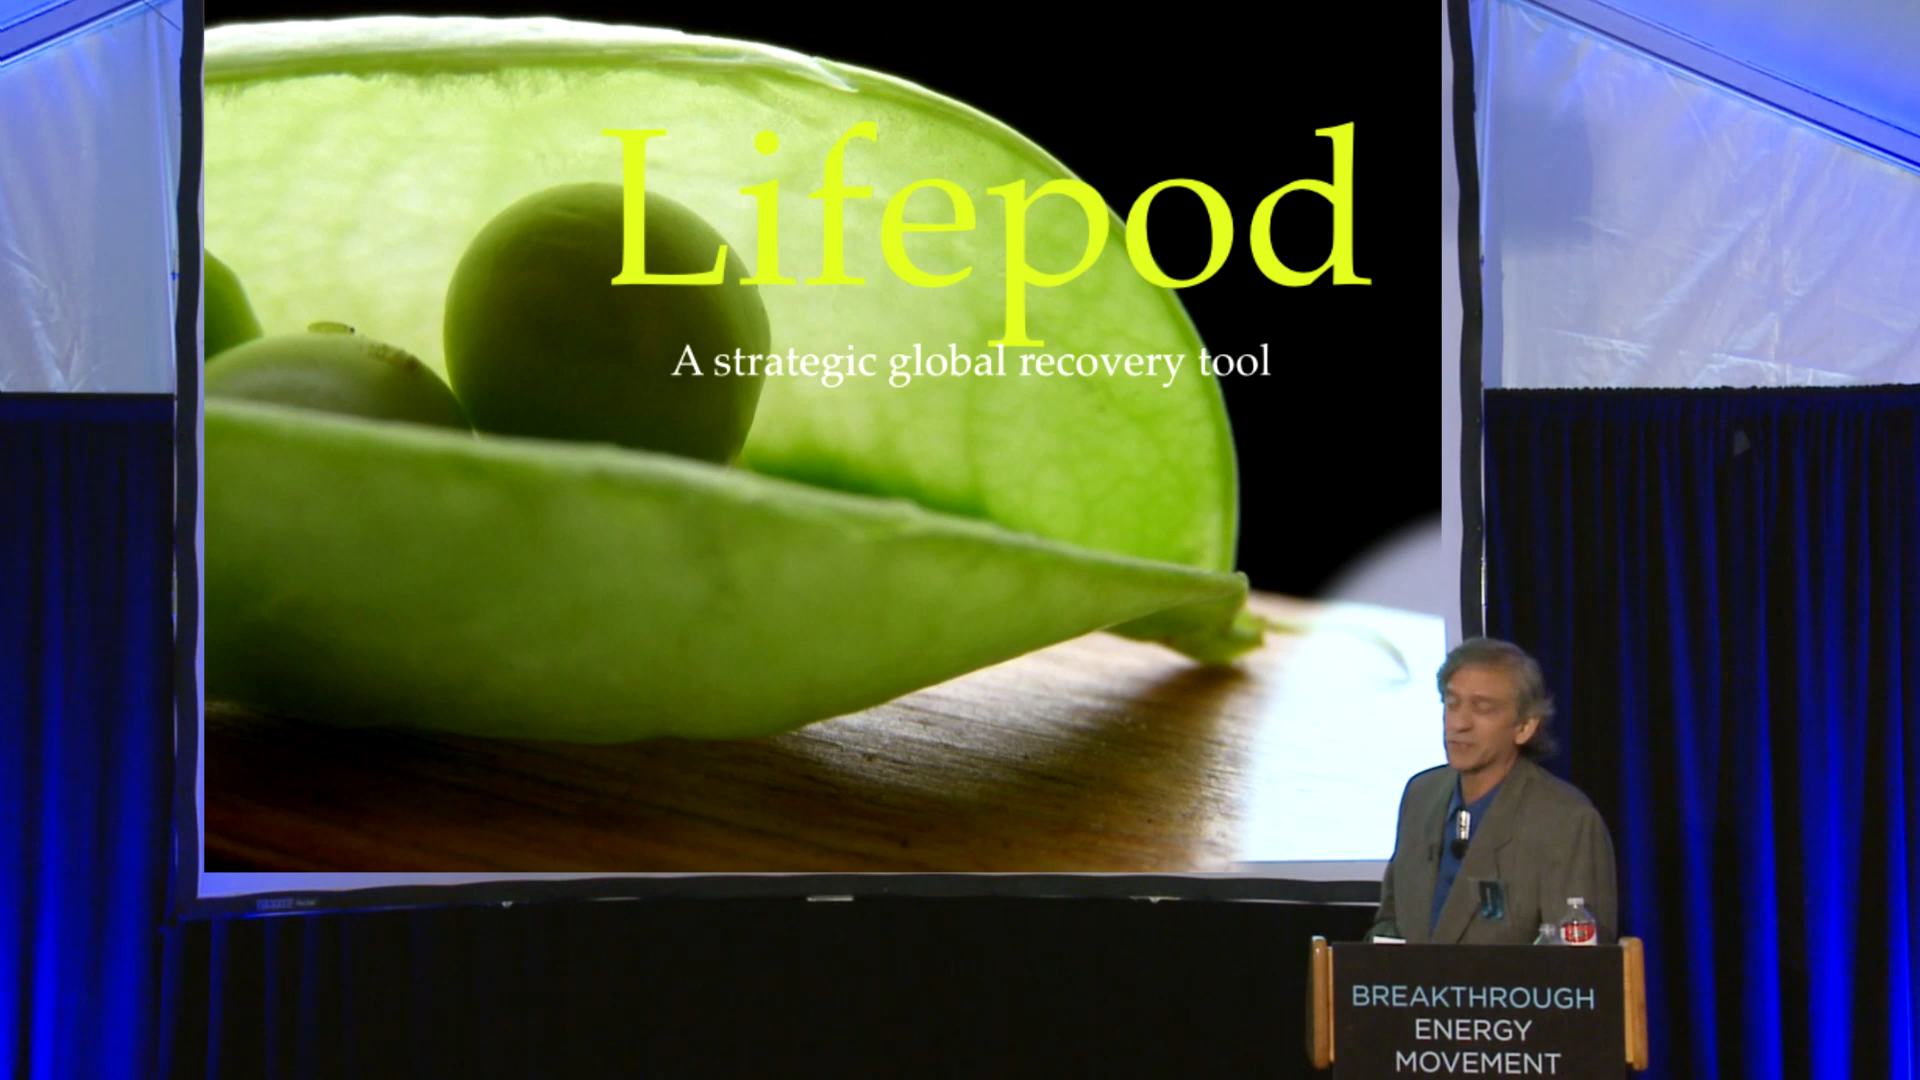 Lifepod
A strategic global recovery tool
BREAKTHROUGH
ENERGY
MOVEMENT